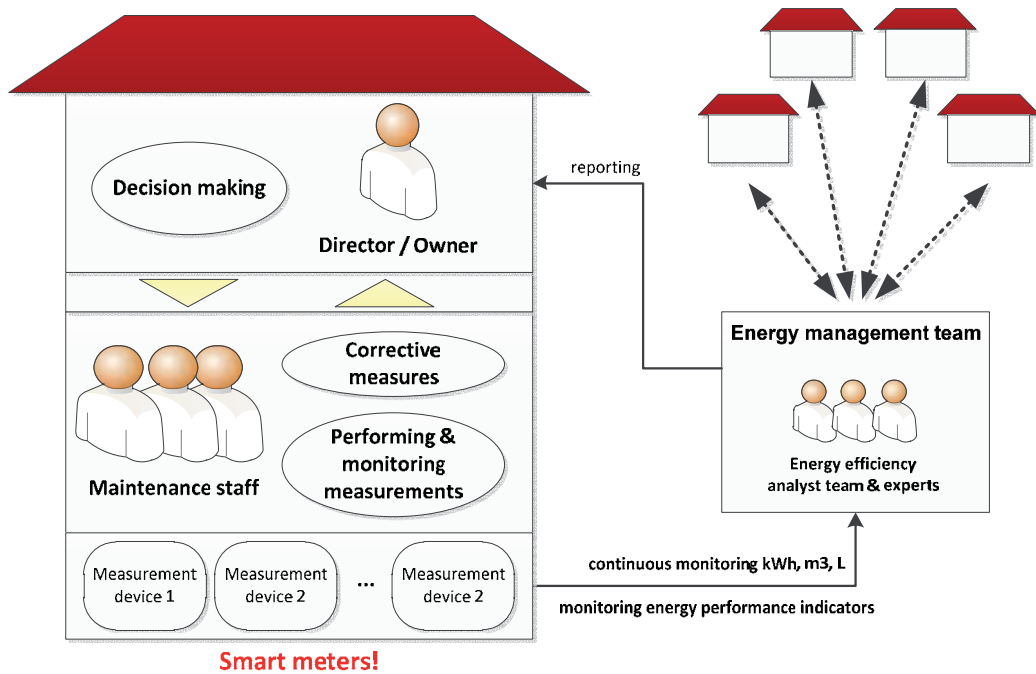 Decision making
Director / Owner
reporting
Energy management team
Energy efficiency
analyst team & experts
Corrective
measures
Performing &
monitoring
measurements
Maintenance staff
Measurement
device 1
Measurement
device 2
...
Measurement
device 2
continuous monitoring kWh, m3, L
monitoring energy performance indicators
Smart meters!